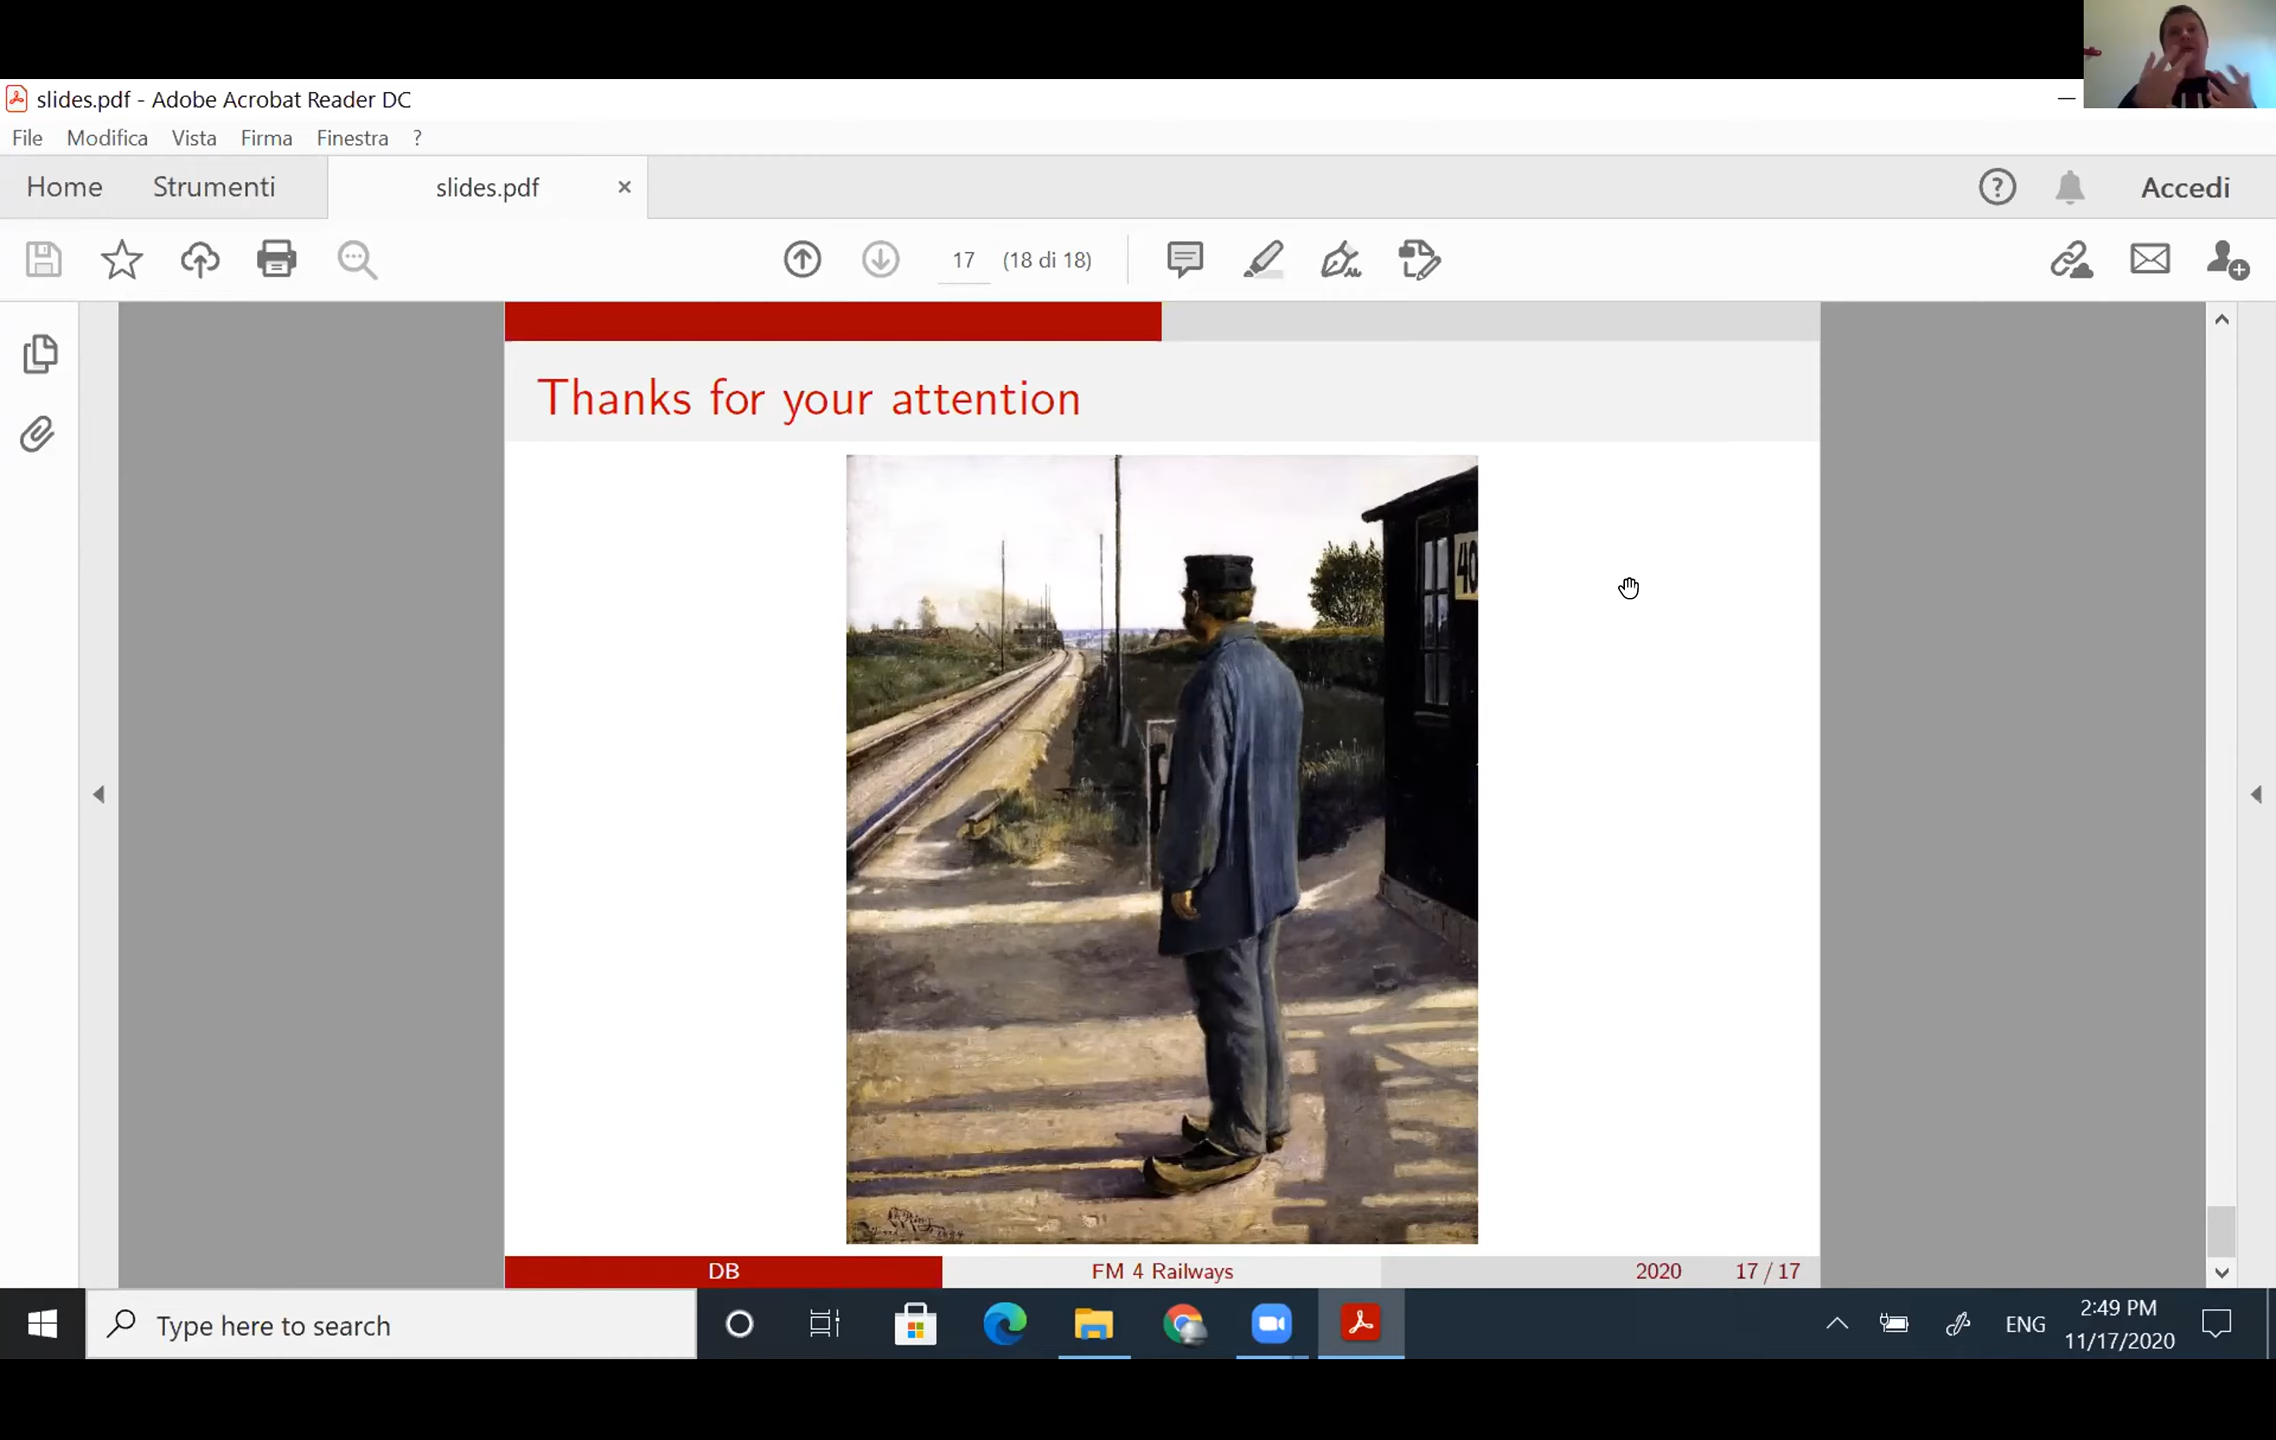 slides.pdf - Adobe Acrobat Reader DC
File Modifica Vista Firma Finestra ?
Home Strumenti slides.pdf Accedi
17 (18 di 18)
Thanks for your attention
40
DB FM 4 Railways 2020 17 / 17
Type here to search
ENG
2:49 PM
11/17/2020